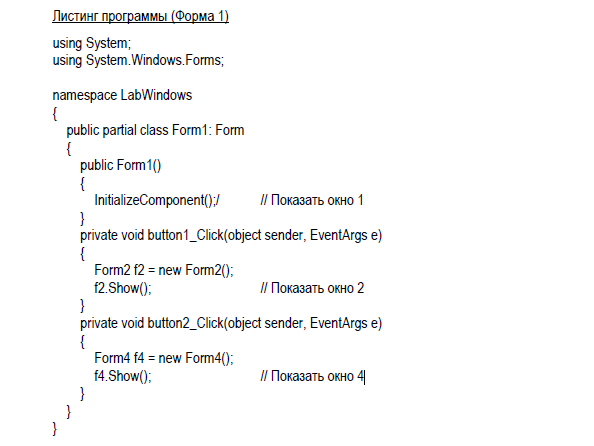 Листинг программы (Форма 1)
using System;
using System.Windows.Forms;
namespace LabWindows
{
public partial class Form1: Form
{
public Form1()
{
InitializeComponent();/ // Показать окно 1
}
private void button1_Click(object sender, EventArgs e)
{
Form2 f2 = new Form2();
f2.Show(); // Показать окно 2
}
private void button2_Click(object sender, EventArgs e)
{
Form4 f4 = new Form4();
f4.Show(); // Показать окно 4
}
}
}